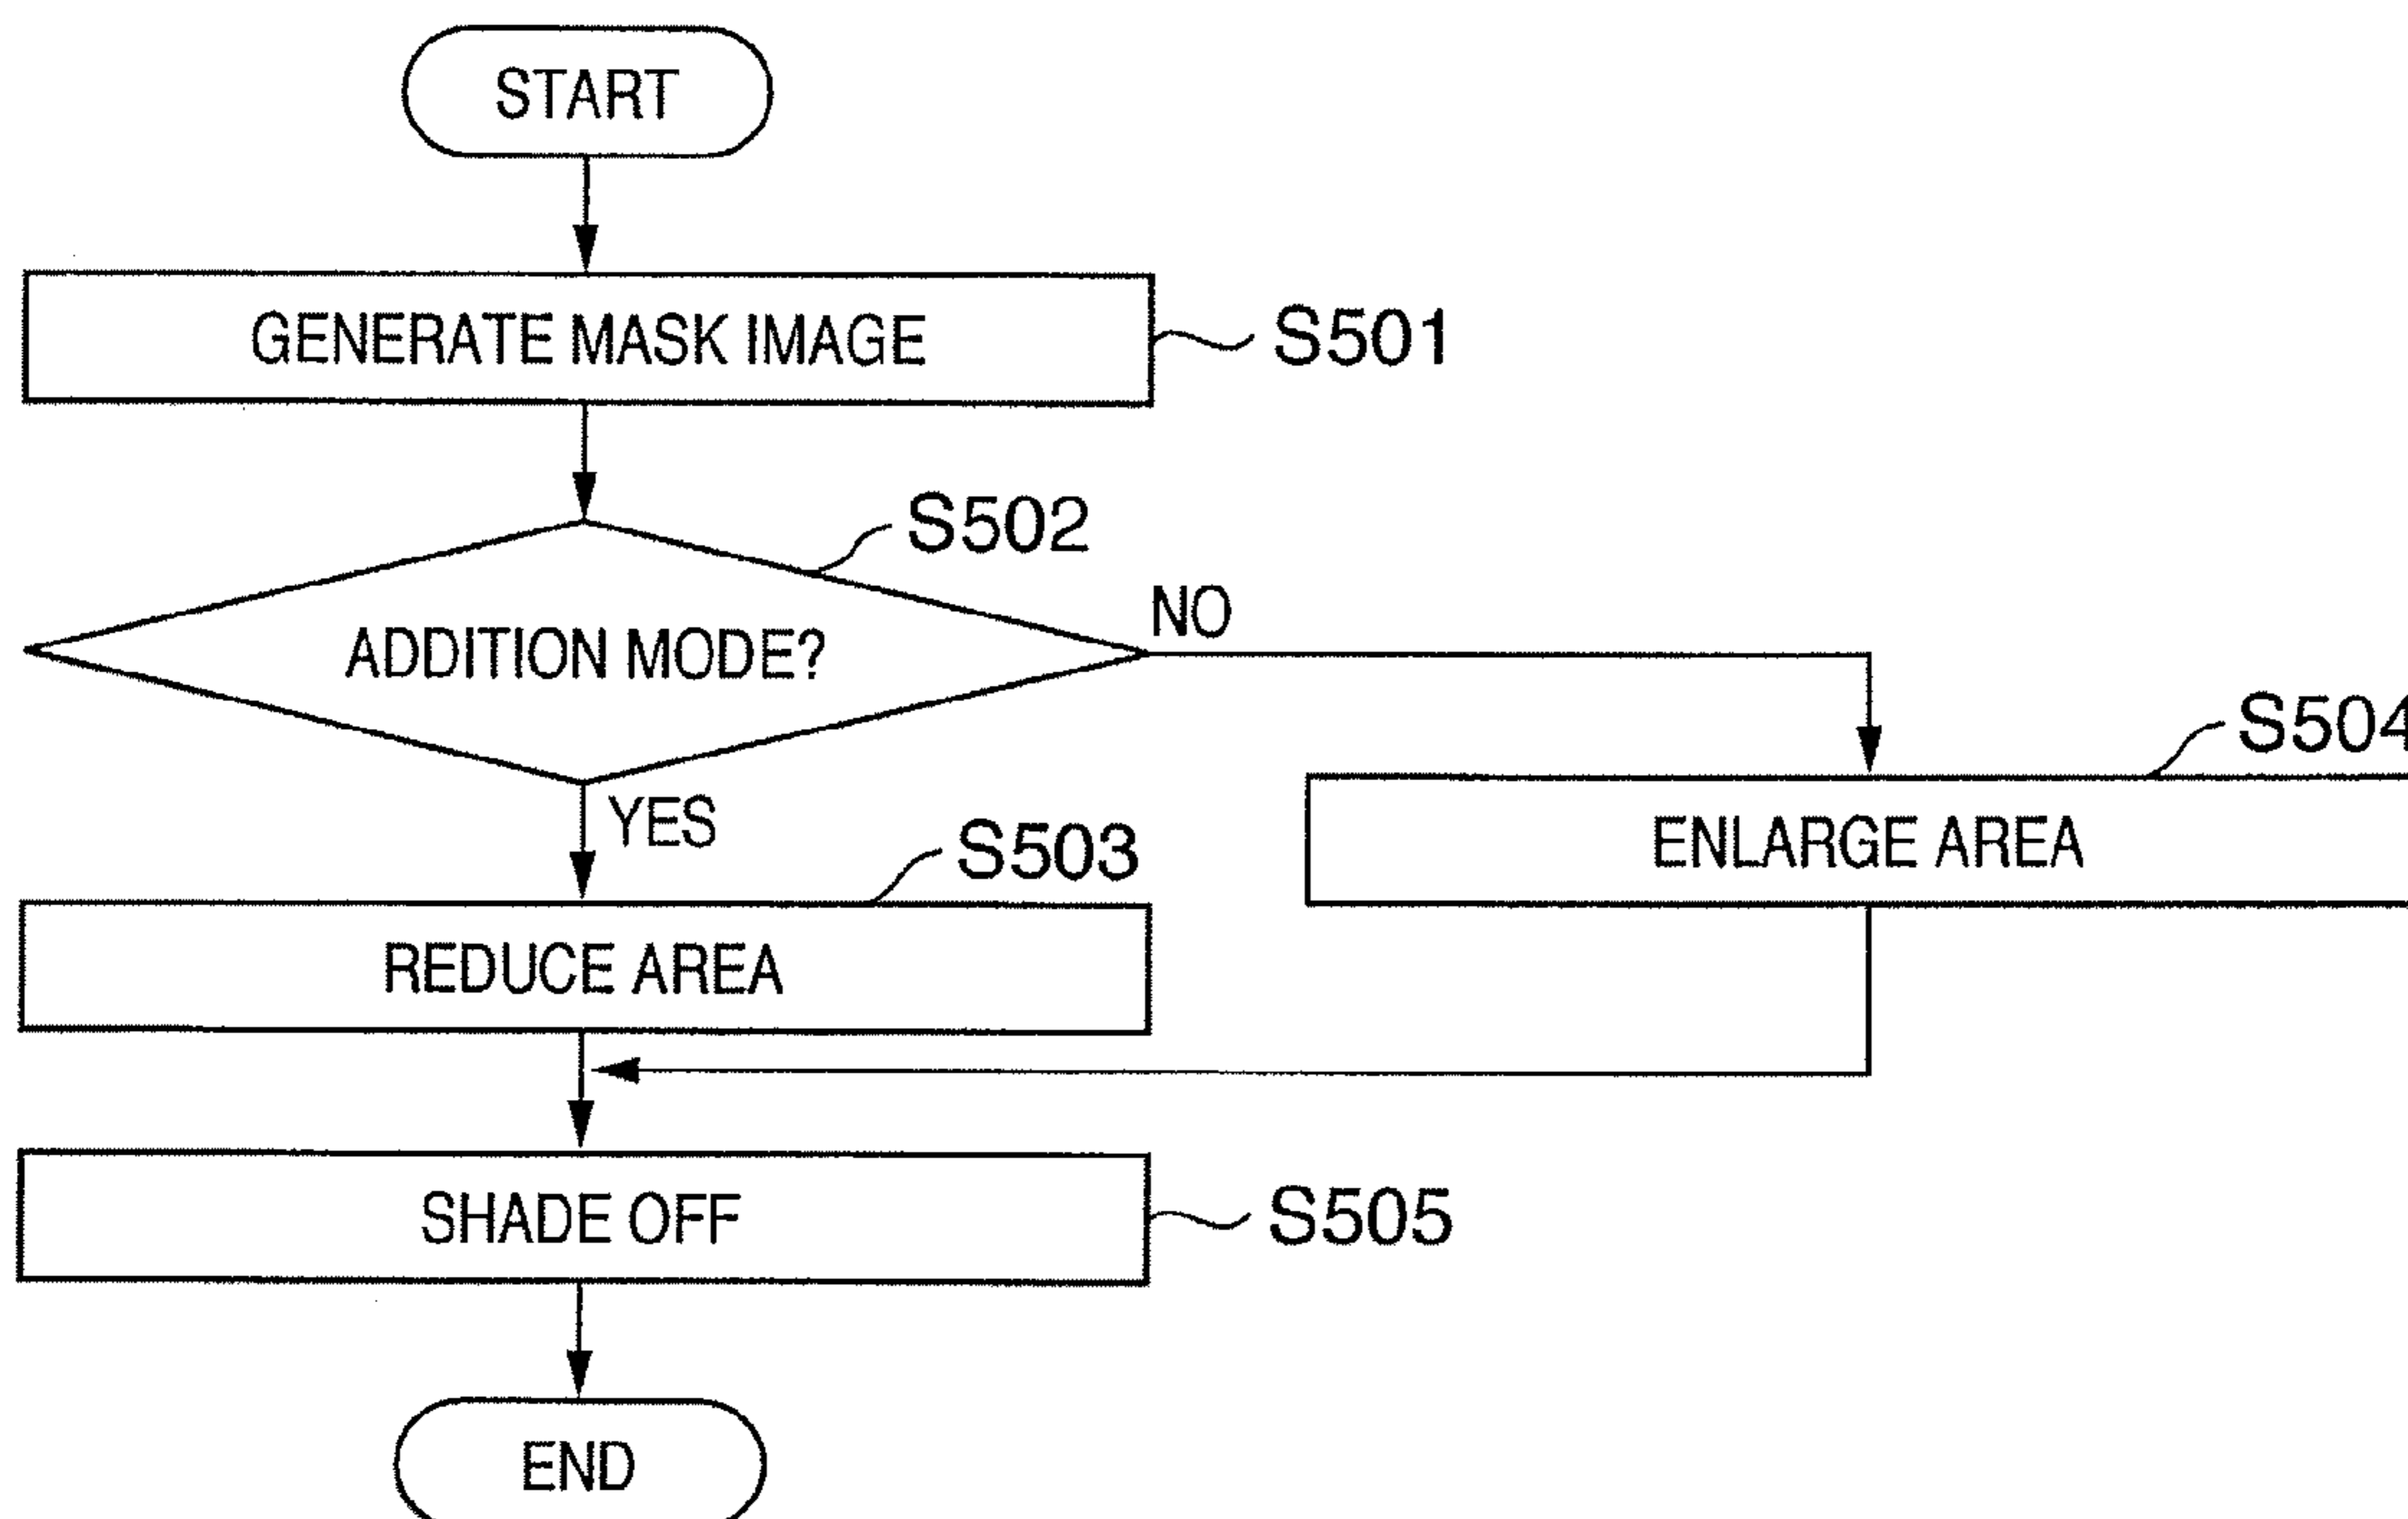 START
GENERATE MASK IMAGE
S501
S502
ADDITION MODE?
NO
YES
S504
ENLARGE AREA
S503
REDUCE AREA
SHADE OFF
S505
END